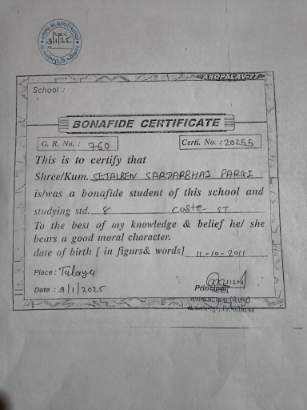 School :
BONAFIDE CERTIFICATE
G. R. No. : 760 Certi. No. : 20255
This is to certify that
Shree/Kum. SEJALBEN SARDARBHAI PARGI
is/was a bonafide student of this school and
studying std. 8 caste ST
To the best of my knowledge & belief he/ she
bears a good moral character.
date of birth [ in figurs& words] 11-10-2011
Place :
Date : 9/1/2025 Principal